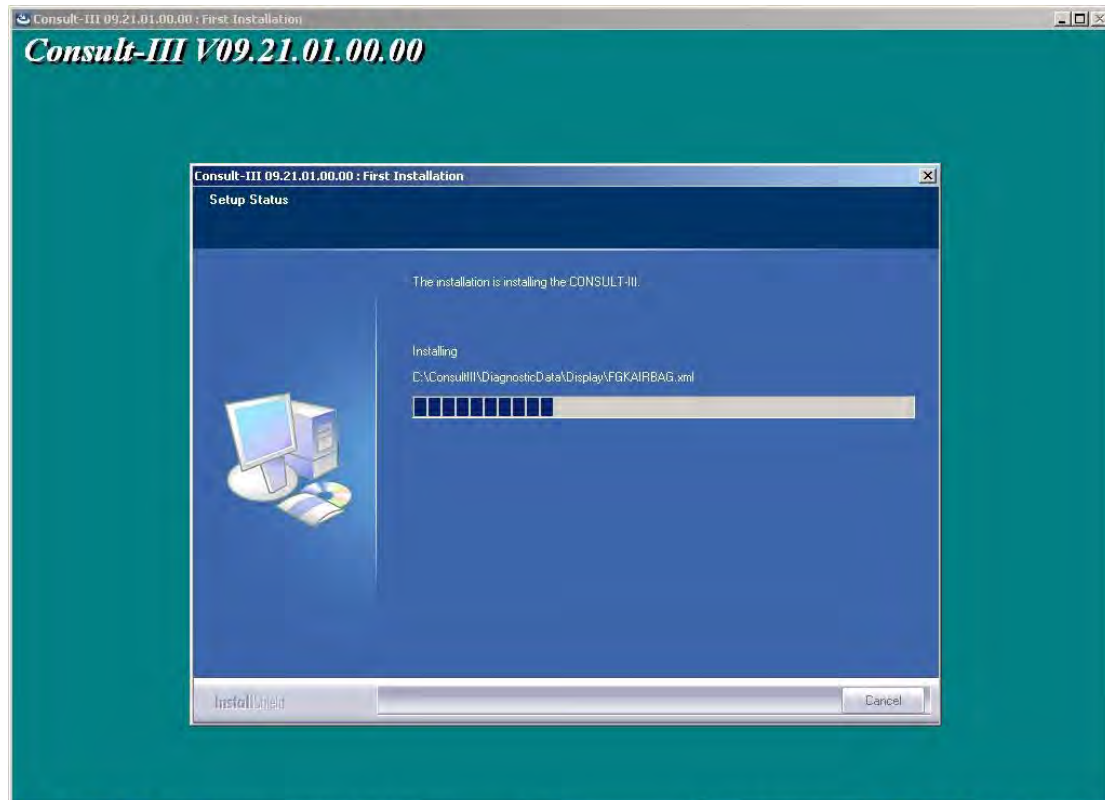 Consult-III 09.21.01.00.00 : First Installation
Consult-III V09.21.01.00.00
Consult-III 09.21.01.00.00 : First Installation
Setup Status
The installation is installing the CONSULT-III.
Installing
C:\ConsultIII\DiagnosticData\Display\FGKAIRBAG.xml
InstallShield
Cancel